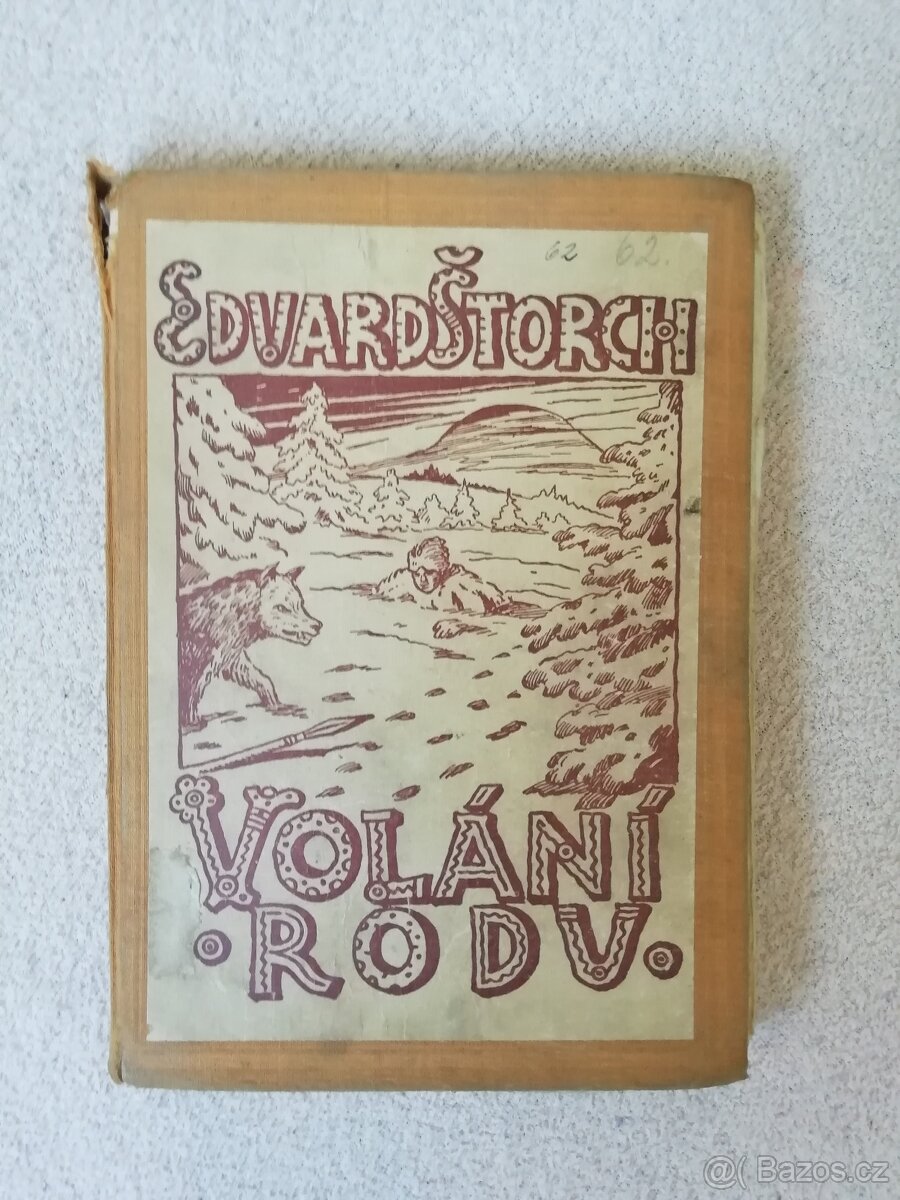 62 62.
EDVARD ŠTORCH
VOLÁNÍ
·RODU·
@( Bazos.cz